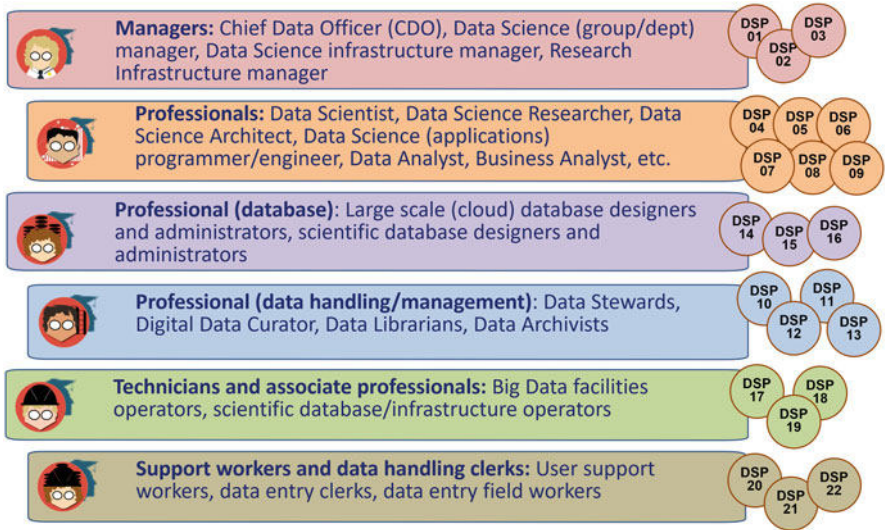 Managers: Chief Data Officer (CDO), Data Science (group/dept)
manager, Data Science infrastructure manager, Research
Infrastructure manager
DSP
01
DSP
02
DSP
03
Professionals: Data Scientist, Data Science Researcher, Data
Science Architect, Data Science (applications)
programmer/engineer, Data Analyst, Business Analyst, etc.
DSP
04
DSP
05
DSP
06
DSP
07
DSP
08
DSP
09
Professional (database): Large scale (cloud) database designers
and administrators, scientific database designers and
administrators
DSP
14
DSP
15
DSP
16
Professional (data handling/management): Data Stewards,
Digital Data Curator, Data Librarians, Data Archivists
DSP
10
DSP
11
DSP
12
DSP
13
Technicians and associate professionals: Big Data facilities
operators, scientific database/infrastructure operators
DSP
17
DSP
18
DSP
19
Support workers and data handling clerks: User support
workers, data entry clerks, data entry field workers
DSP
20
DSP
21
DSP
22